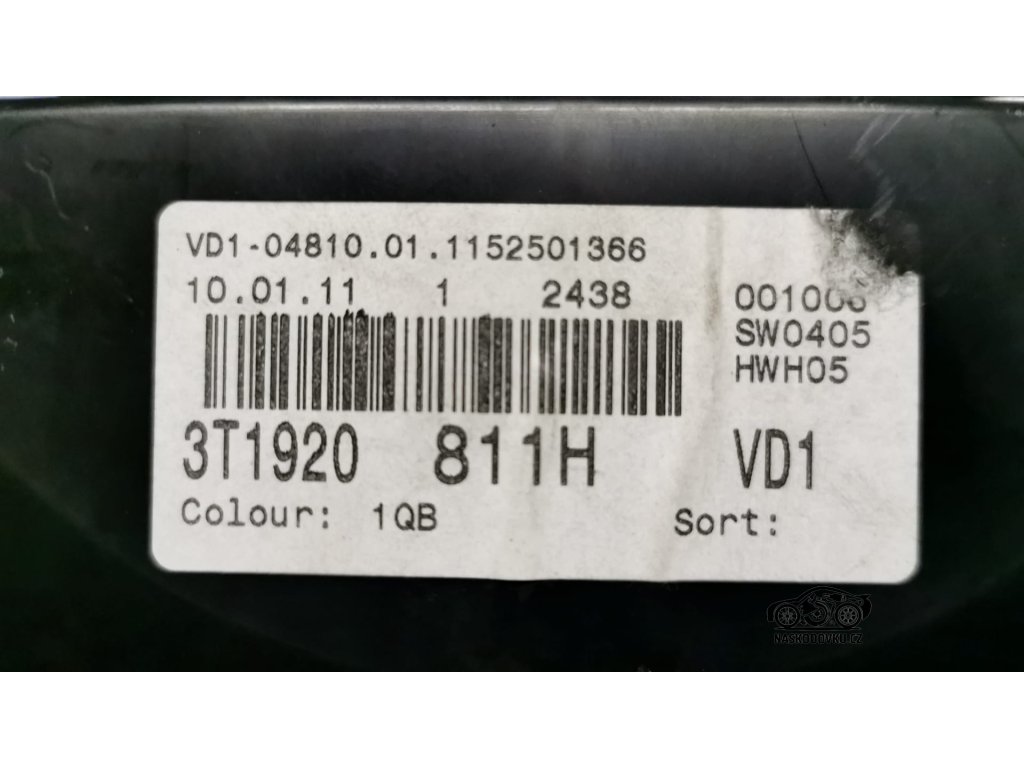 VD1-04810.01.1152501366
10.01.11 1 2438 001006
SW0405
HWH05
3T1920 811H VD1
Colour: 1QB Sort:
NASKODOVKU.CZ